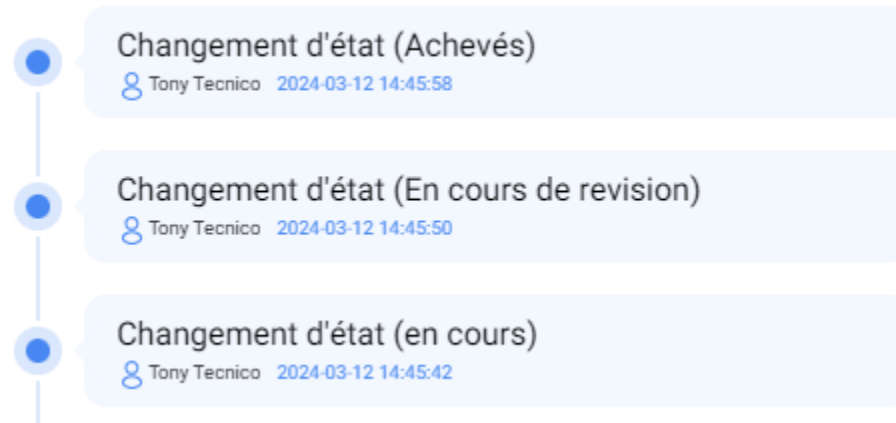 Changement d'état (Achevés)
Tony Tecnico 2024-03-12 14:45:58
Changement d'état (En cours de revision)
Tony Tecnico 2024-03-12 14:45:50
Changement d'état (en cours)
Tony Tecnico 2024-03-12 14:45:42